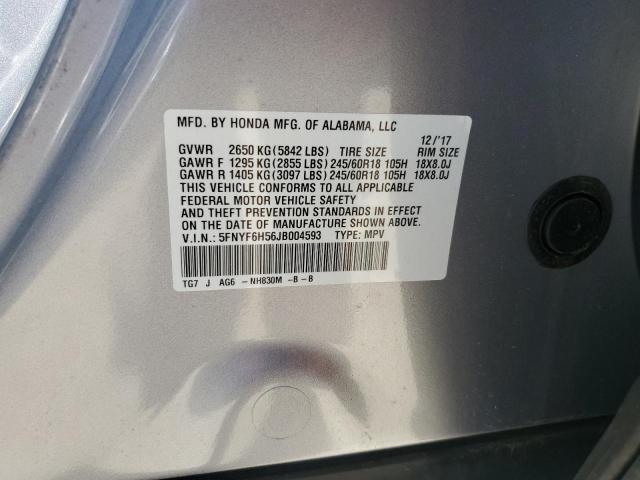 MFD. BY HONDA MFG. OF ALABAMA, LLC
12/'17
GVWR 2650 KG (5842 LBS) TIRE SIZE RIM SIZE
GAWR F 1295 KG (2855 LBS) 245/60R18 105H 18X8.0J
GAWR R 1405 KG (3097 LBS) 245/60R18 105H 18X8.0J
THIS VEHICLE CONFORMS TO ALL APPLICABLE
FEDERAL MOTOR VEHICLE SAFETY
AND THEFT PREVENTION STANDARDS IN EFFECT
ON THE DATE OF MANUFACTURE SHOWN ABOVE.
V.I.N.: 5FNYF6H56JB004593 TYPE: MPV
TG7 J AG6 -NH830M -B-B